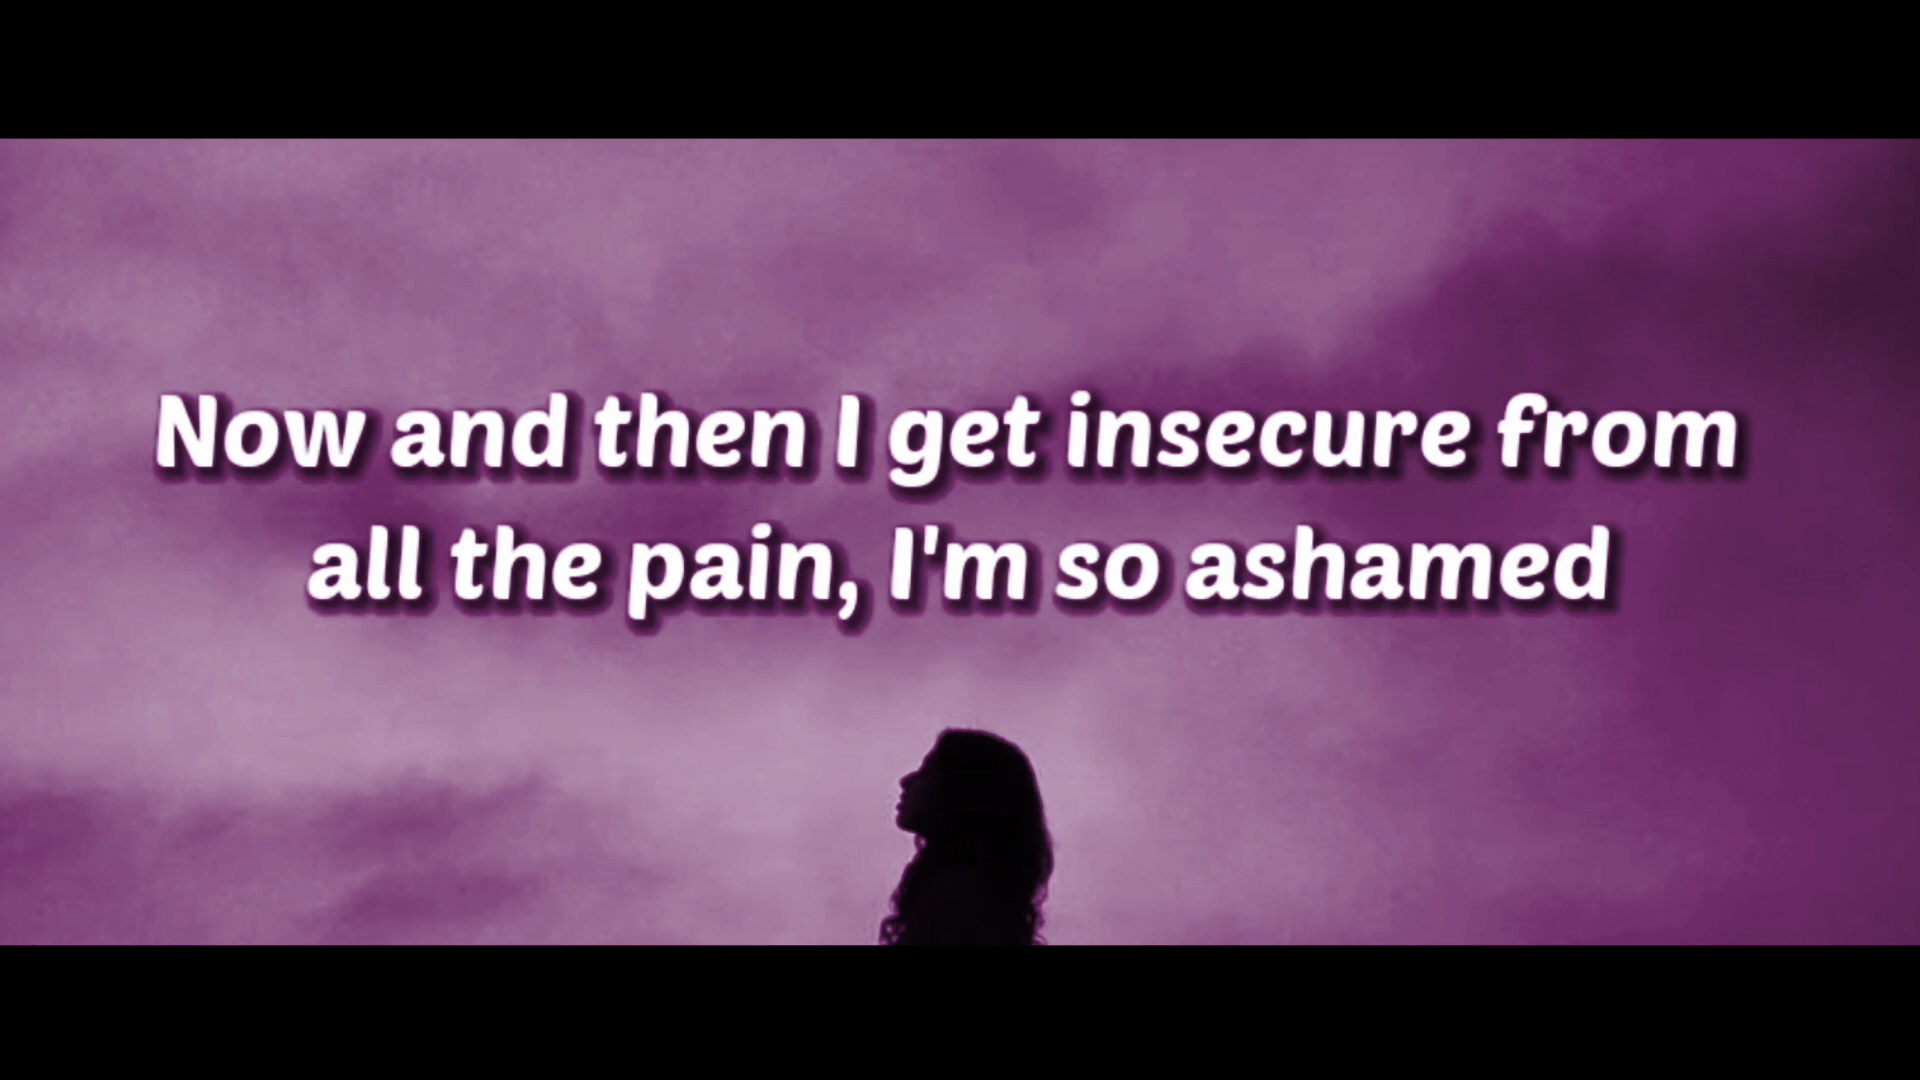 Now and then I get insecure from
all the pain, I'm so ashamed